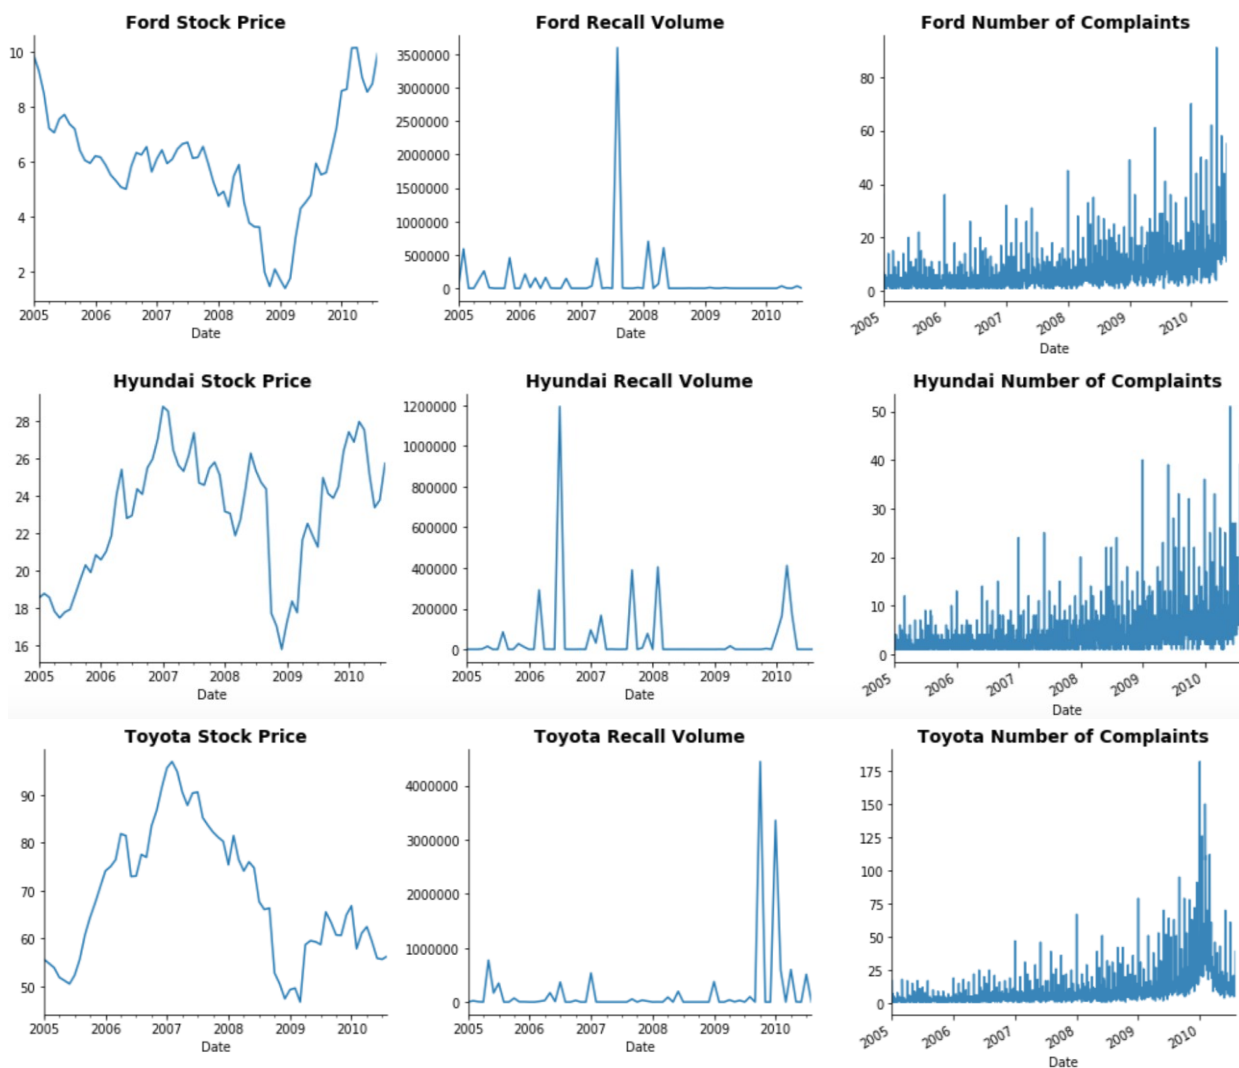 Ford Stock Price
10
8
6
4
2
2005 2006 2007 2008 2009 2010
Date
Ford Recall Volume
3500000
3000000
2500000
2000000
1500000
1000000
500000
0
2005 2006 2007 2008 2009 2010
Date
Ford Number of Complaints
80
60
40
20
0
2005 2006 2007 2008 2009 2010
Date
Hyundai Stock Price
28
26
24
22
20
18
16
2005 2006 2007 2008 2009 2010
Date
Hyundai Recall Volume
1200000
1000000
800000
600000
400000
200000
0
2005 2006 2007 2008 2009 2010
Date
Hyundai Number of Complaints
50
40
30
20
10
0
2005 2006 2007 2008 2009 2010
Date
Toyota Stock Price
90
80
70
60
50
2005 2006 2007 2008 2009 2010
Date
Toyota Recall Volume
4000000
3000000
2000000
1000000
0
2005 2006 2007 2008 2009 2010
Date
Toyota Number of Complaints
175
150
125
100
75
50
25
0
2005 2006 2007 2008 2009 2010
Date